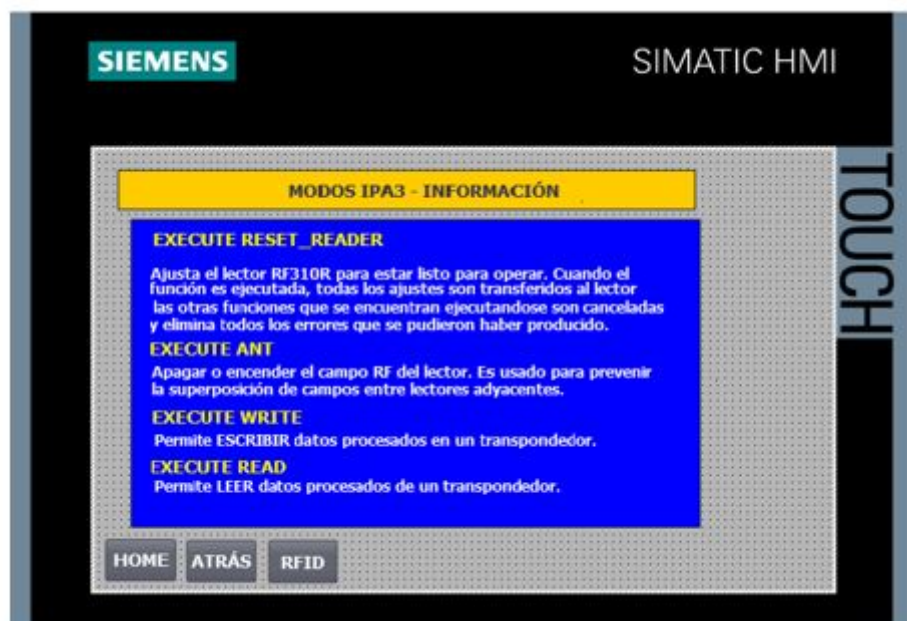 SIEMENS
SIMATIC HMI
TOUCH
MODOS IPA3 - INFORMACIÓN
EXECUTE RESET_READER
Ajusta el lector RF310R para estar listo para operar. Cuando el
función es ejecutada, todas los ajustes son transferidos al lector
las otras funciones que se encuentran ejecutandose son canceladas
y elimina todos los errores que se pudieron haber producido.
EXECUTE ANT
Apagar o encender el campo RF del lector. Es usado para prevenir
la superposición de campos entre lectores adyacentes.
EXECUTE WRITE
Permite ESCRIBIR datos procesados en un transpondedor.
EXECUTE READ
Permite LEER datos procesados de un transpondedor.
HOME ATRÁS RFID